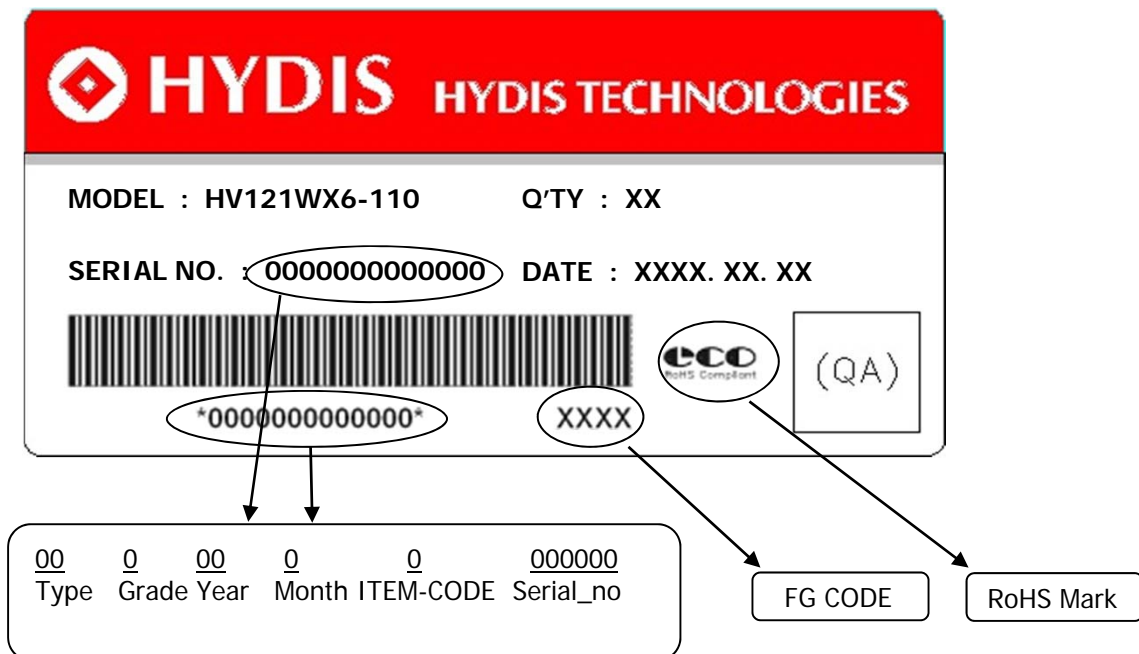 HYDIS HYDIS TECHNOLOGIES
MODEL : HV121WX6-110 Q'TY : XX
SERIAL NO. : 0000000000000 DATE : XXXX. XX. XX
eco
RoHS Compliant
(QA)
*0000000000000* XXXX
00 0 00 0 0 000000
Type Grade Year Month ITEM-CODE Serial_no
FG CODE
RoHS Mark